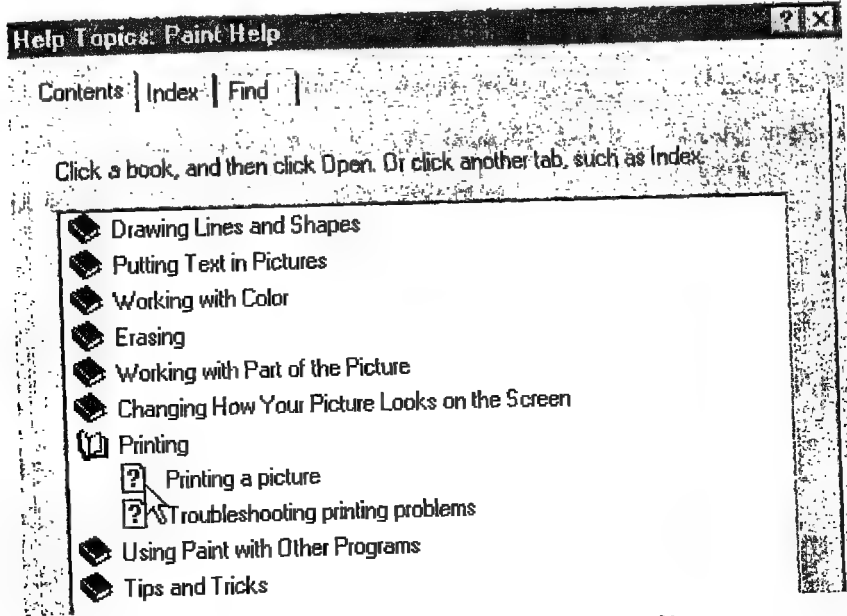 Help Topics: Paint Help
Contents Index Find
Click a book, and then click Open. Or click another tab, such as Index.
Drawing Lines and Shapes
Putting Text in Pictures
Working with Color
Erasing
Working with Part of the Picture
Changing How Your Picture Looks on the Screen
Printing
? Printing a picture
? Troubleshooting printing problems
Using Paint with Other Programs
Tips and Tricks